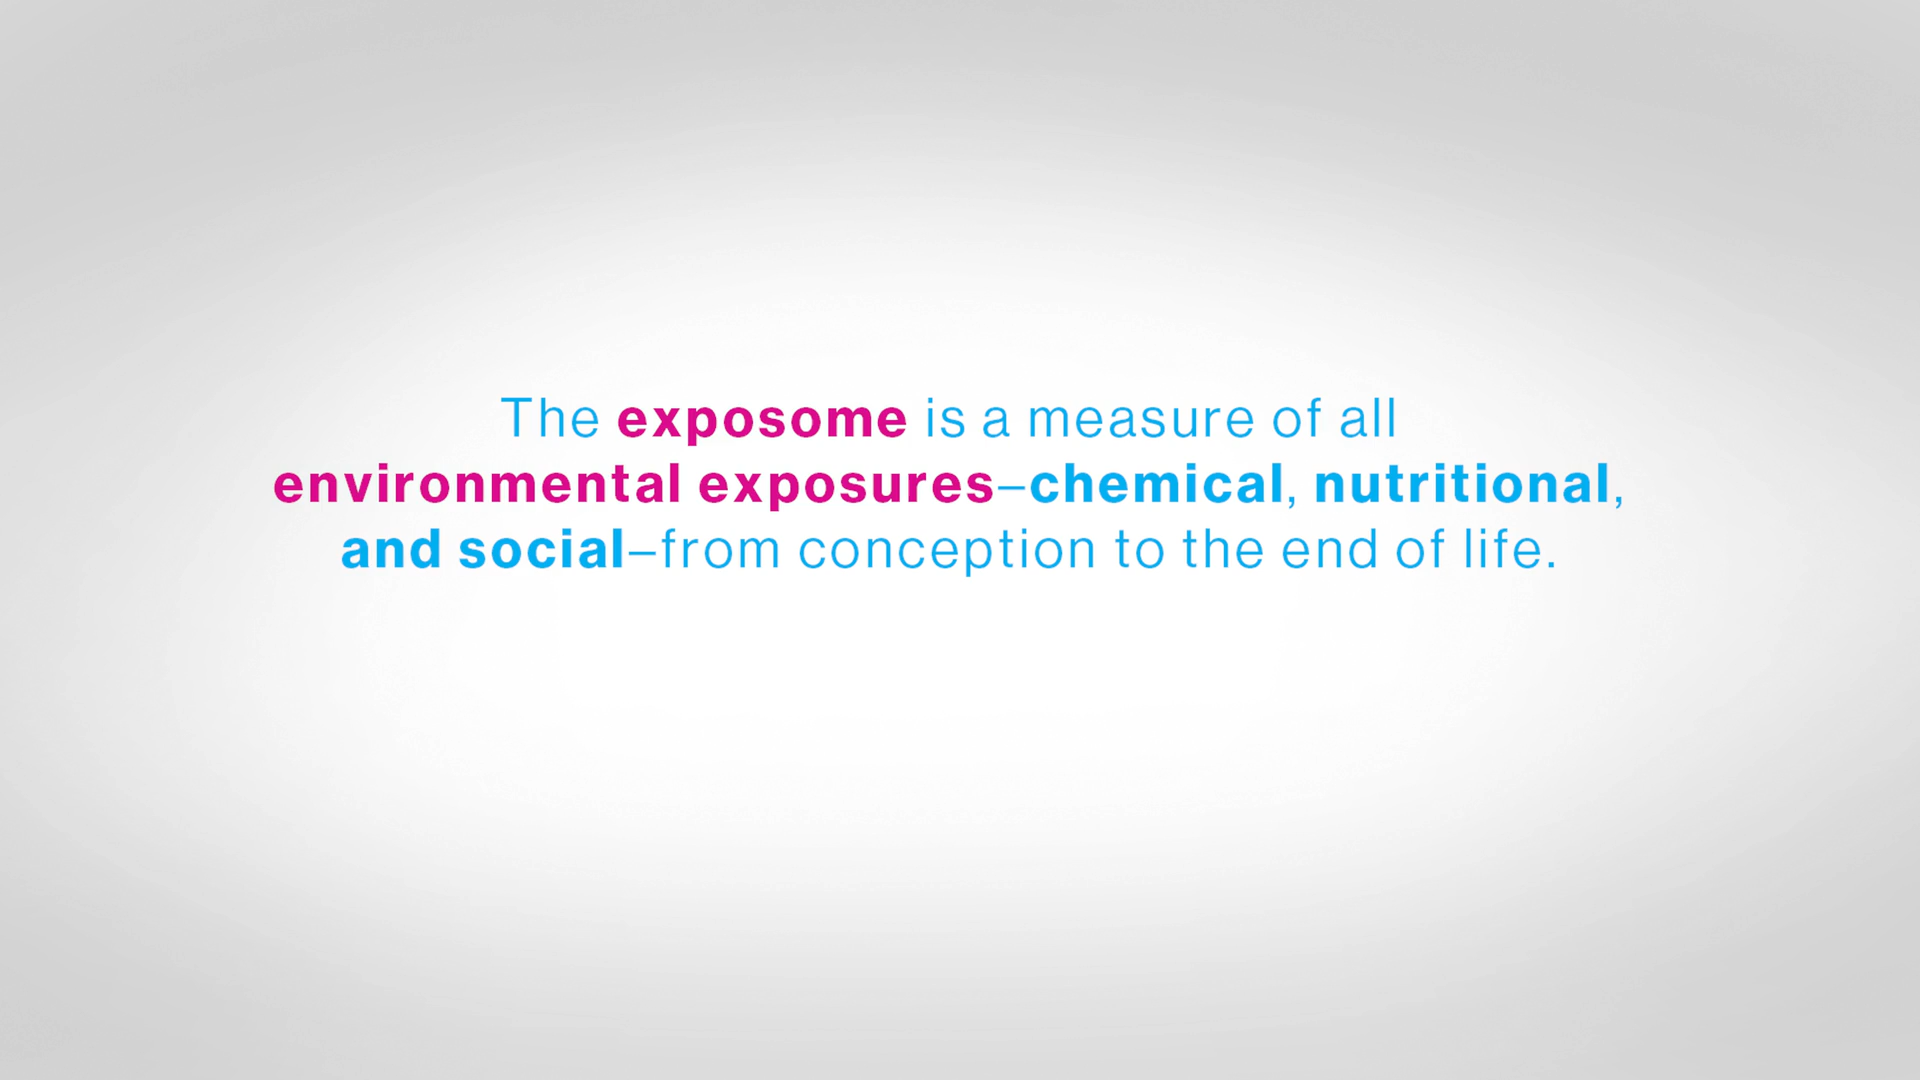 The exposome is a measure of all
environmental exposures–chemical, nutritional,
and social–from conception to the end of life.